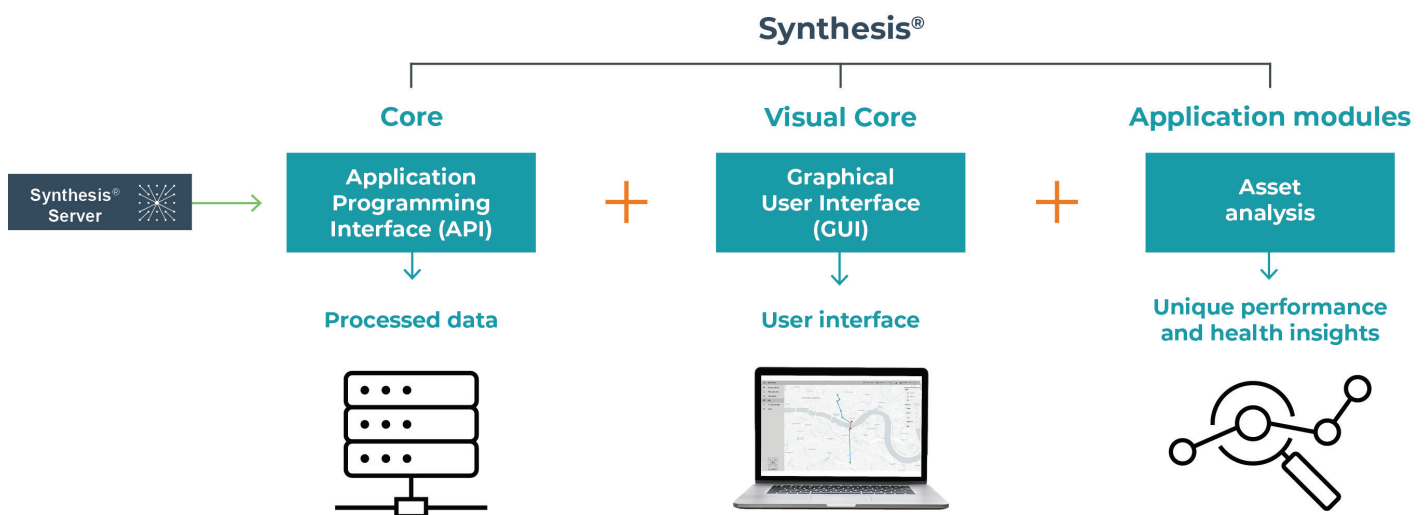 Synthesis®
Core
Visual Core
Application modules
Synthesis®
Server
Application
Programming
Interface (API)
Graphical
User Interface
(GUI)
Asset
analysis
Processed data
User interface
Unique performance
and health insights